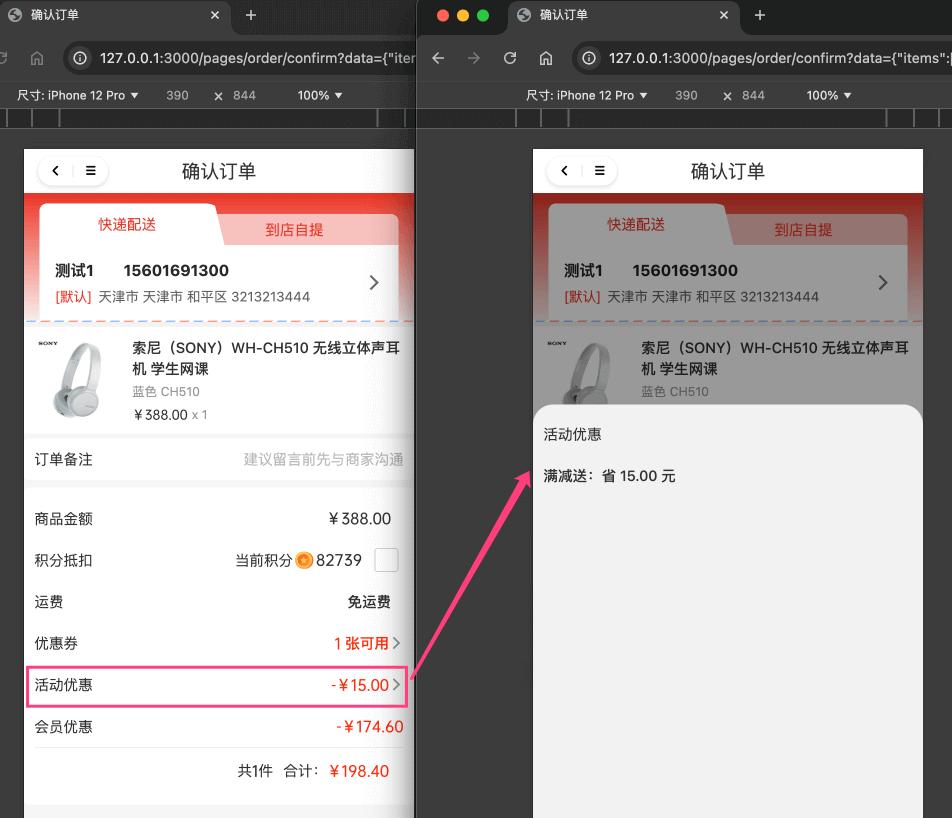 确认订单
127.0.0.1:3000/pages/order/confirm?data={"iter
尺寸: iPhone 12 Pro ▼ 390 × 844 100% ▼
确认订单
快递配送 到店自提
测试1 15601691300
[默认] 天津市 天津市 和平区 3213213444
SONY
索尼（SONY）WH-CH510 无线立体声耳
机 学生网课
蓝色 CH510
￥388.00 x 1
订单备注 建议留言前先与商家沟通
商品金额 ￥388.00
积分抵扣 当前积分 82739
运费 免运费
优惠券 1 张可用
活动优惠 -￥15.00
会员优惠 -￥174.60
共1件 合计： ￥198.40
确认订单
127.0.0.1:3000/pages/order/confirm?data={"items":[
尺寸: iPhone 12 Pro ▼ 390 × 844 100% ▼
确认订单
快递配送 到店自提
测试1 15601691300
[默认] 天津市 天津市 和平区 3213213444
SONY
索尼（SONY）WH-CH510 无线立体声耳
机 学生网课
蓝色 CH510
活动优惠
满减送：省 15.00 元